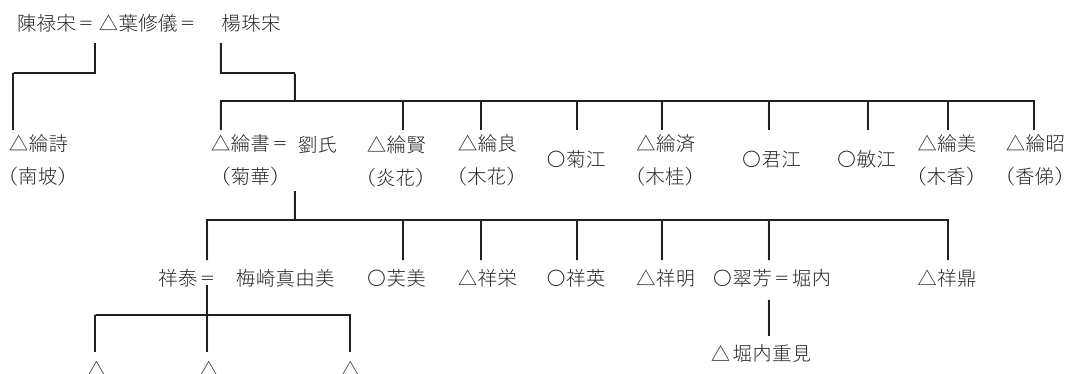 陳禄宋＝△葉修儀＝　楊珠宋
△綸詩　△綸書＝劉氏　△綸賢　△綸良　○菊江　△綸済　○君江　○敏江　△綸美　△綸昭
(南坡)　(菊華)　(炎花)　(木花)　(木桂)　(木香)　(香俤)
祥泰＝　梅崎真由美　○芙美　△祥栄　○祥英　△祥明　○翠芳＝堀内　△祥鼎
△　△　△　△堀内重見